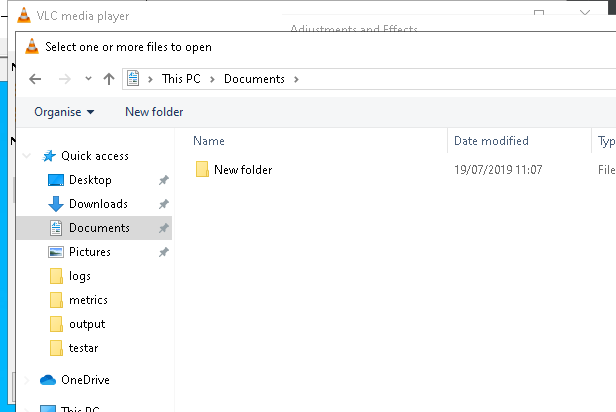 VLC media player
Adjustments and Effects
Select one or more files to open
This PC > Documents >
Organise New folder
Name Date modified Typ
New folder 19/07/2019 11:07 File
Quick access
Desktop
Downloads
Documents
Pictures
logs
metrics
output
testar
OneDrive
This PC